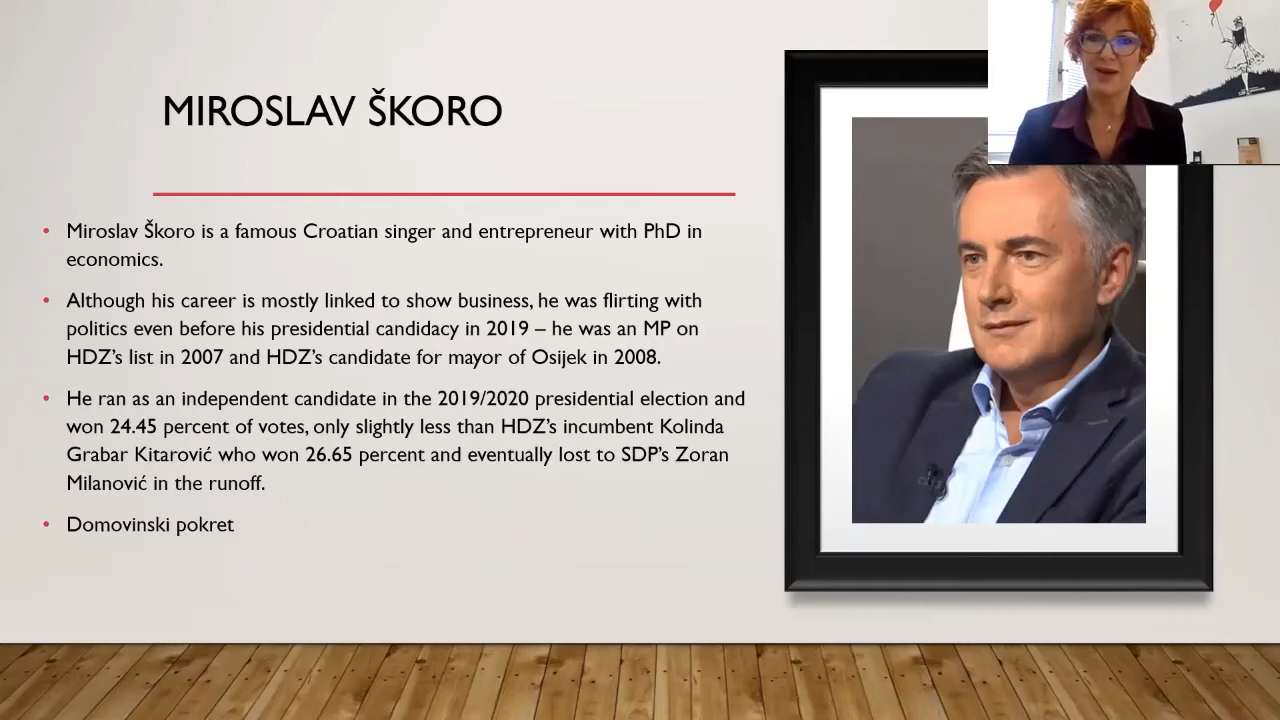 MIROSLAV ŠKORO
• Miroslav Škoro is a famous Croatian singer and entrepreneur with PhD in
economics.
• Although his career is mostly linked to show business, he was flirting with
politics even before his presidential candidacy in 2019 – he was an MP on
HDZ’s list in 2007 and HDZ’s candidate for mayor of Osijek in 2008.
• He ran as an independent candidate in the 2019/2020 presidential election and
won 24.45 percent of votes, only slightly less than HDZ’s incumbent Kolinda
Grabar Kitarović who won 26.65 percent and eventually lost to SDP’s Zoran
Milanović in the runoff.
• Domovinski pokret